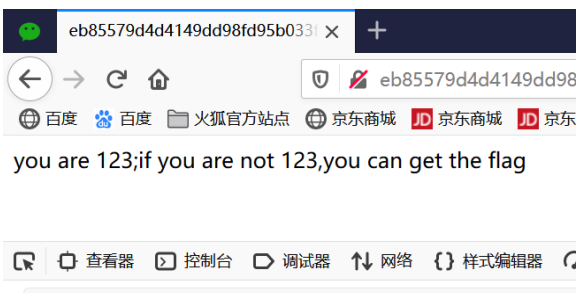 eb85579d4d4149dd98fd95b033f
eb85579d4d4149dd98
百度 百度 火狐官方站点 京东商城 JD 京东商城 JD 京东
you are 123;if you are not 123,you can get the flag
查看器 控制台 调试器 网络 {} 样式编辑器